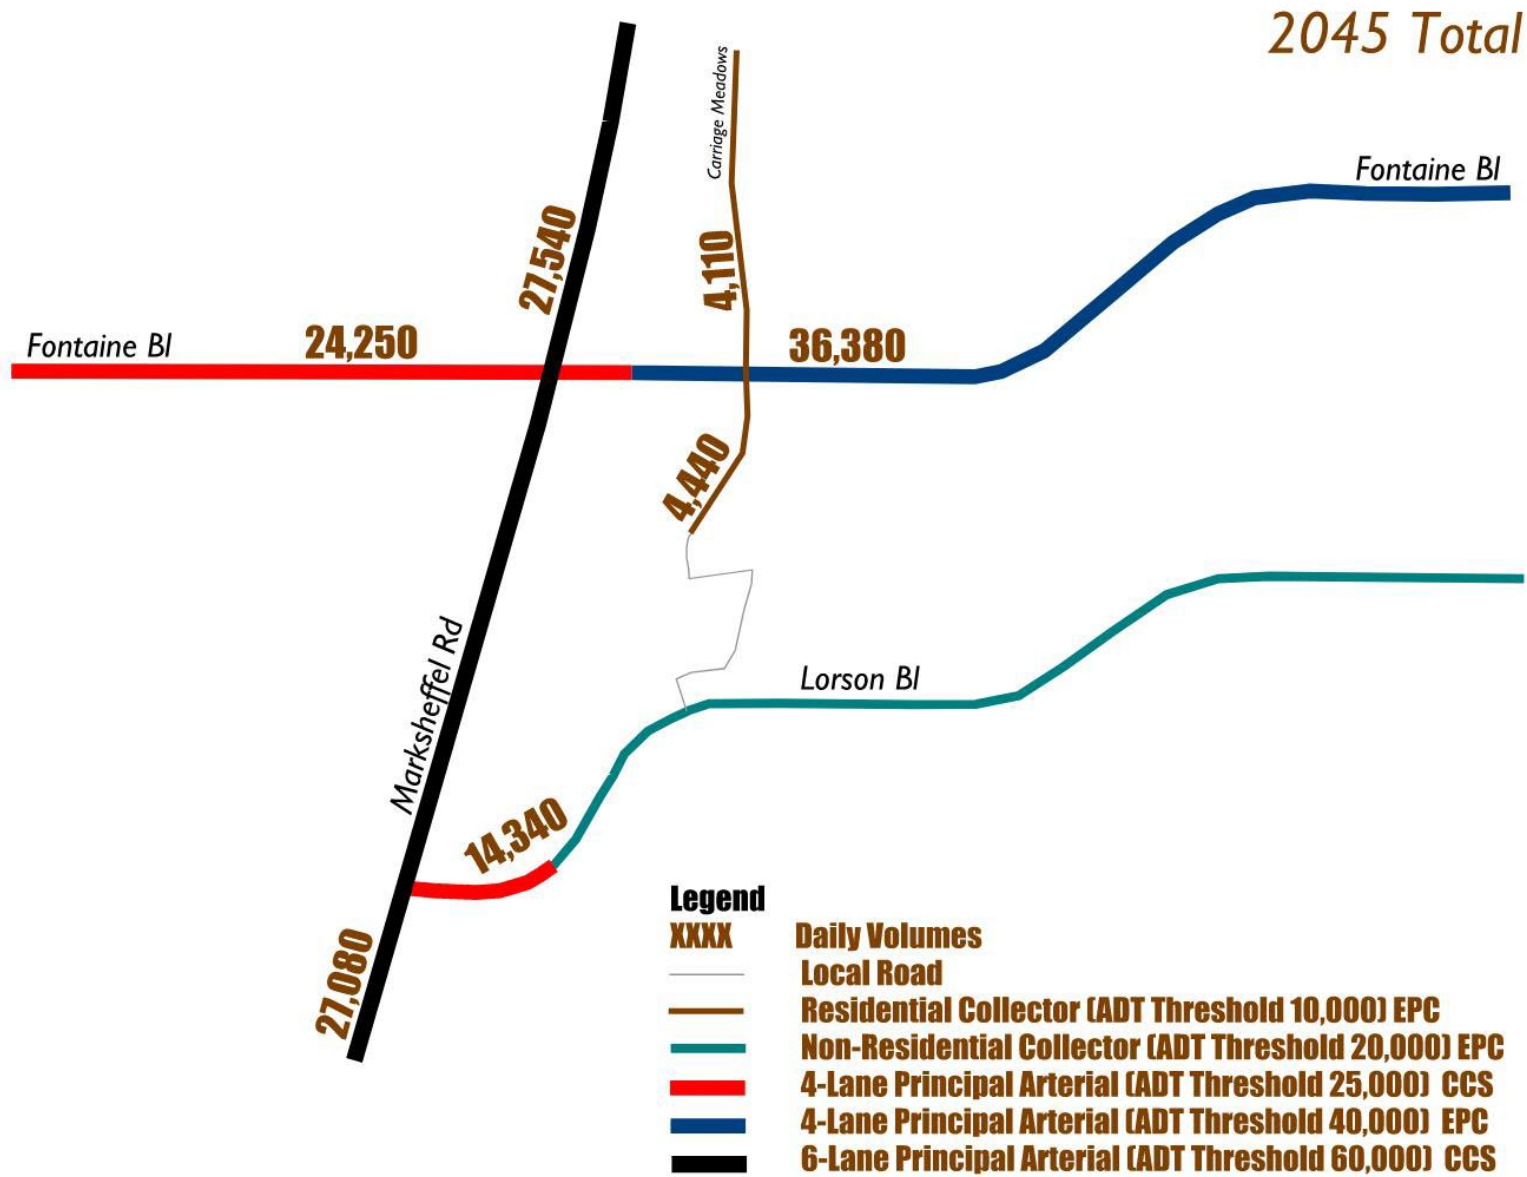 2045 Total
Carriage Meadows
Fontaine Bl
27,540
4,110
Fontaine Bl
24,250
36,380
4,440
Marksheffel Rd
Lorson Bl
14,340
27,080
Legend
XXXX Daily Volumes
Local Road
Residential Collector (ADT Threshold 10,000) EPC
Non-Residential Collector (ADT Threshold 20,000) EPC
4-Lane Principal Arterial (ADT Threshold 25,000) CCS
4-Lane Principal Arterial (ADT Threshold 40,000) EPC
6-Lane Principal Arterial (ADT Threshold 60,000) CCS